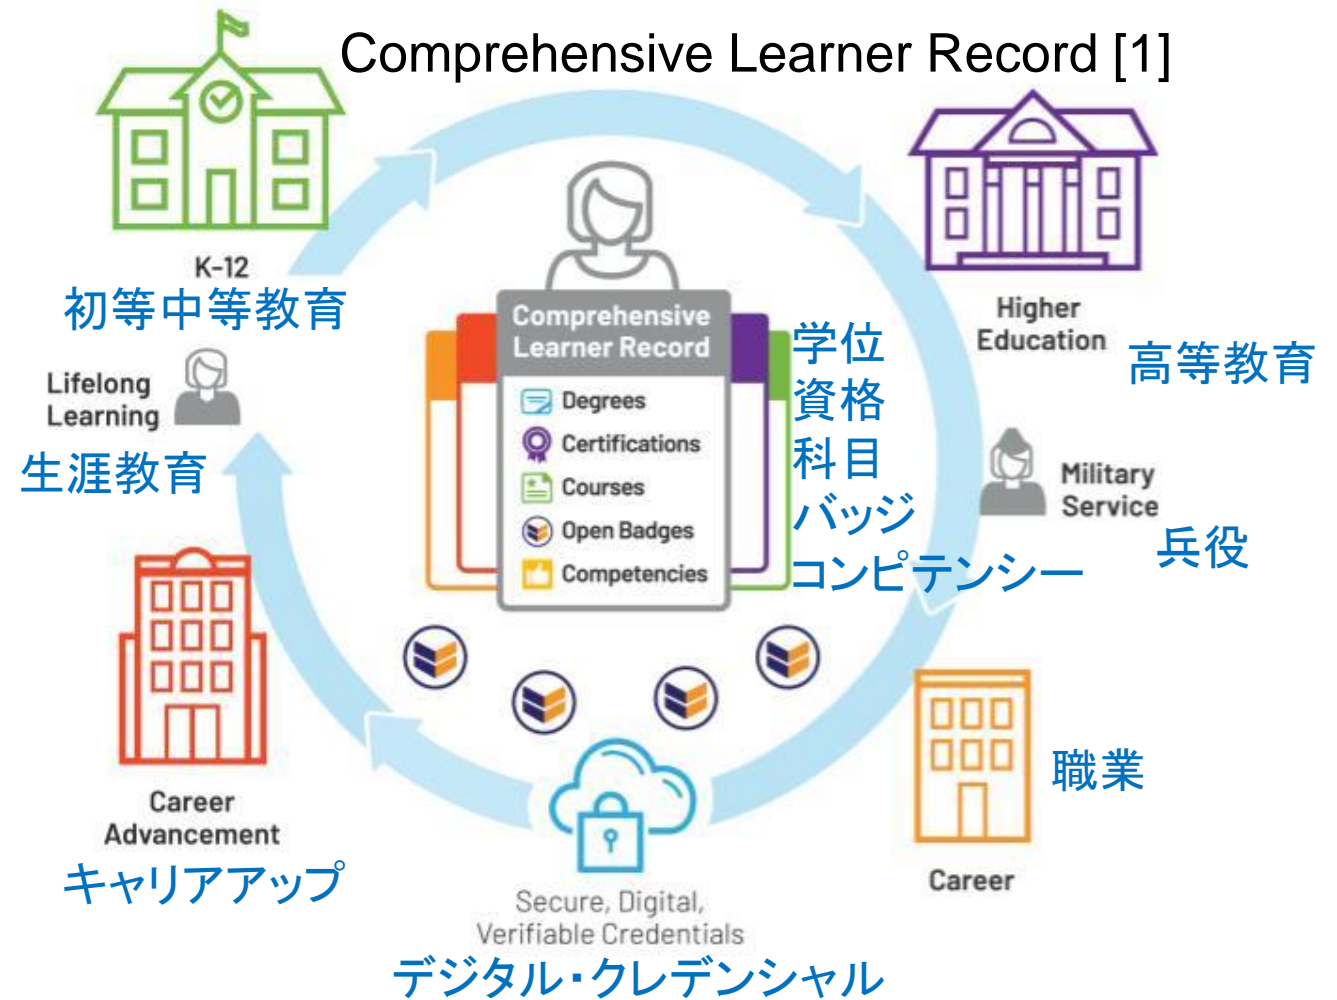 Comprehensive Learner Record [1]
K-12
初等中等教育
Higher
Education
高等教育
Comprehensive
Learner Record
Degrees
Certifications
Courses
Open Badges
Competencies
学位
資格
科目
バッジ
コンピテンシー
Lifelong
Learning
生涯教育
Military
Service
兵役
Career
Advancement
キャリアアップ
職業
Career
Secure, Digital,
Verifiable Credentials
デジタル・クレデンシャル